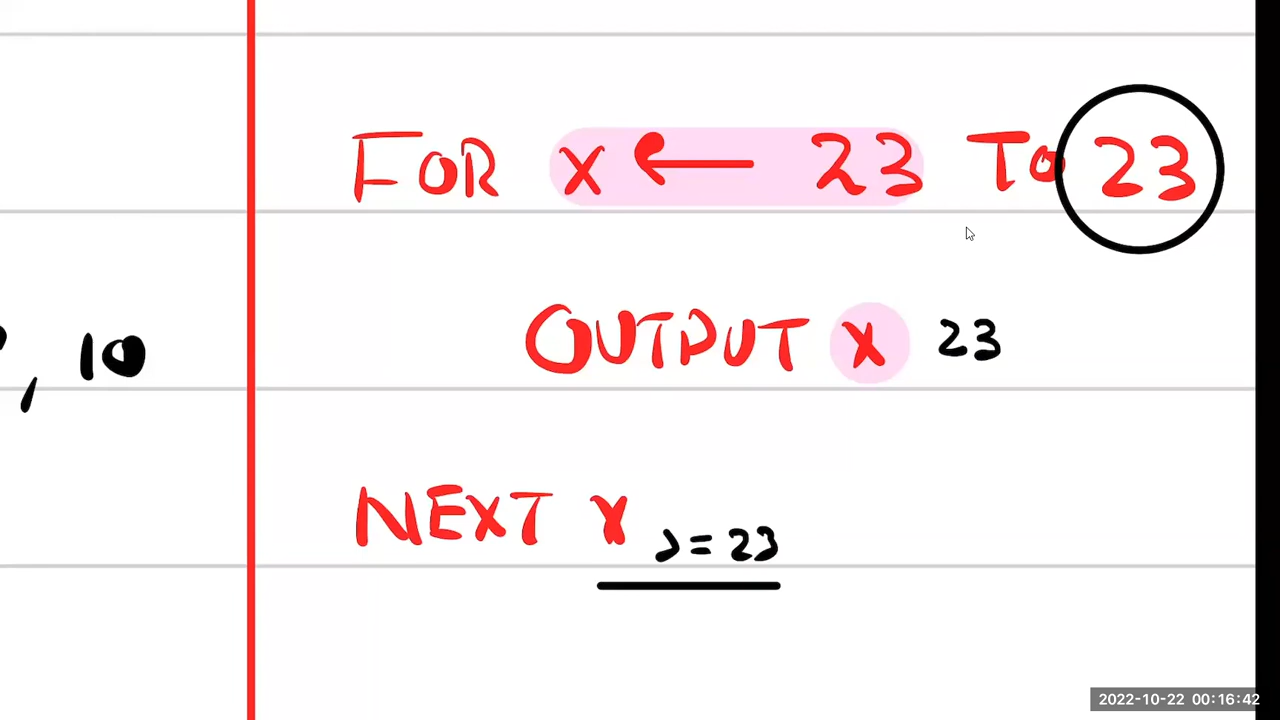 FOR x ← 23 TO 23
, 10
OUTPUT x 23
NEXT x >= 23
2022-10-22 00:16:42